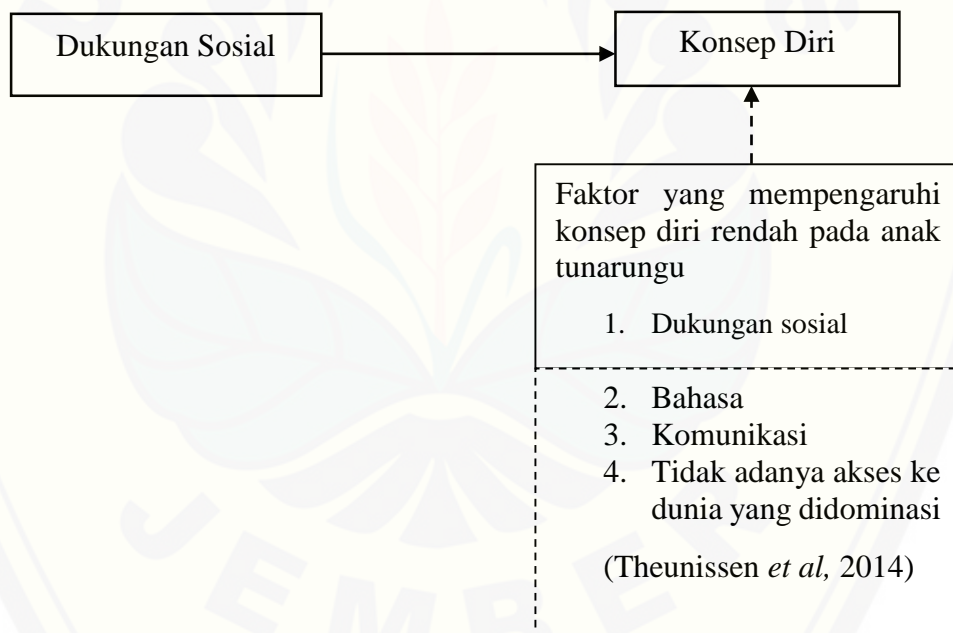 Dukungan Sosial
Konsep Diri
Faktor yang mempengaruhi
konsep diri rendah pada anak
tunarungu
1. Dukungan sosial
2. Bahasa
3. Komunikasi
4. Tidak adanya akses ke
dunia yang didominasi
(Theunissen et al, 2014)
JEMBER